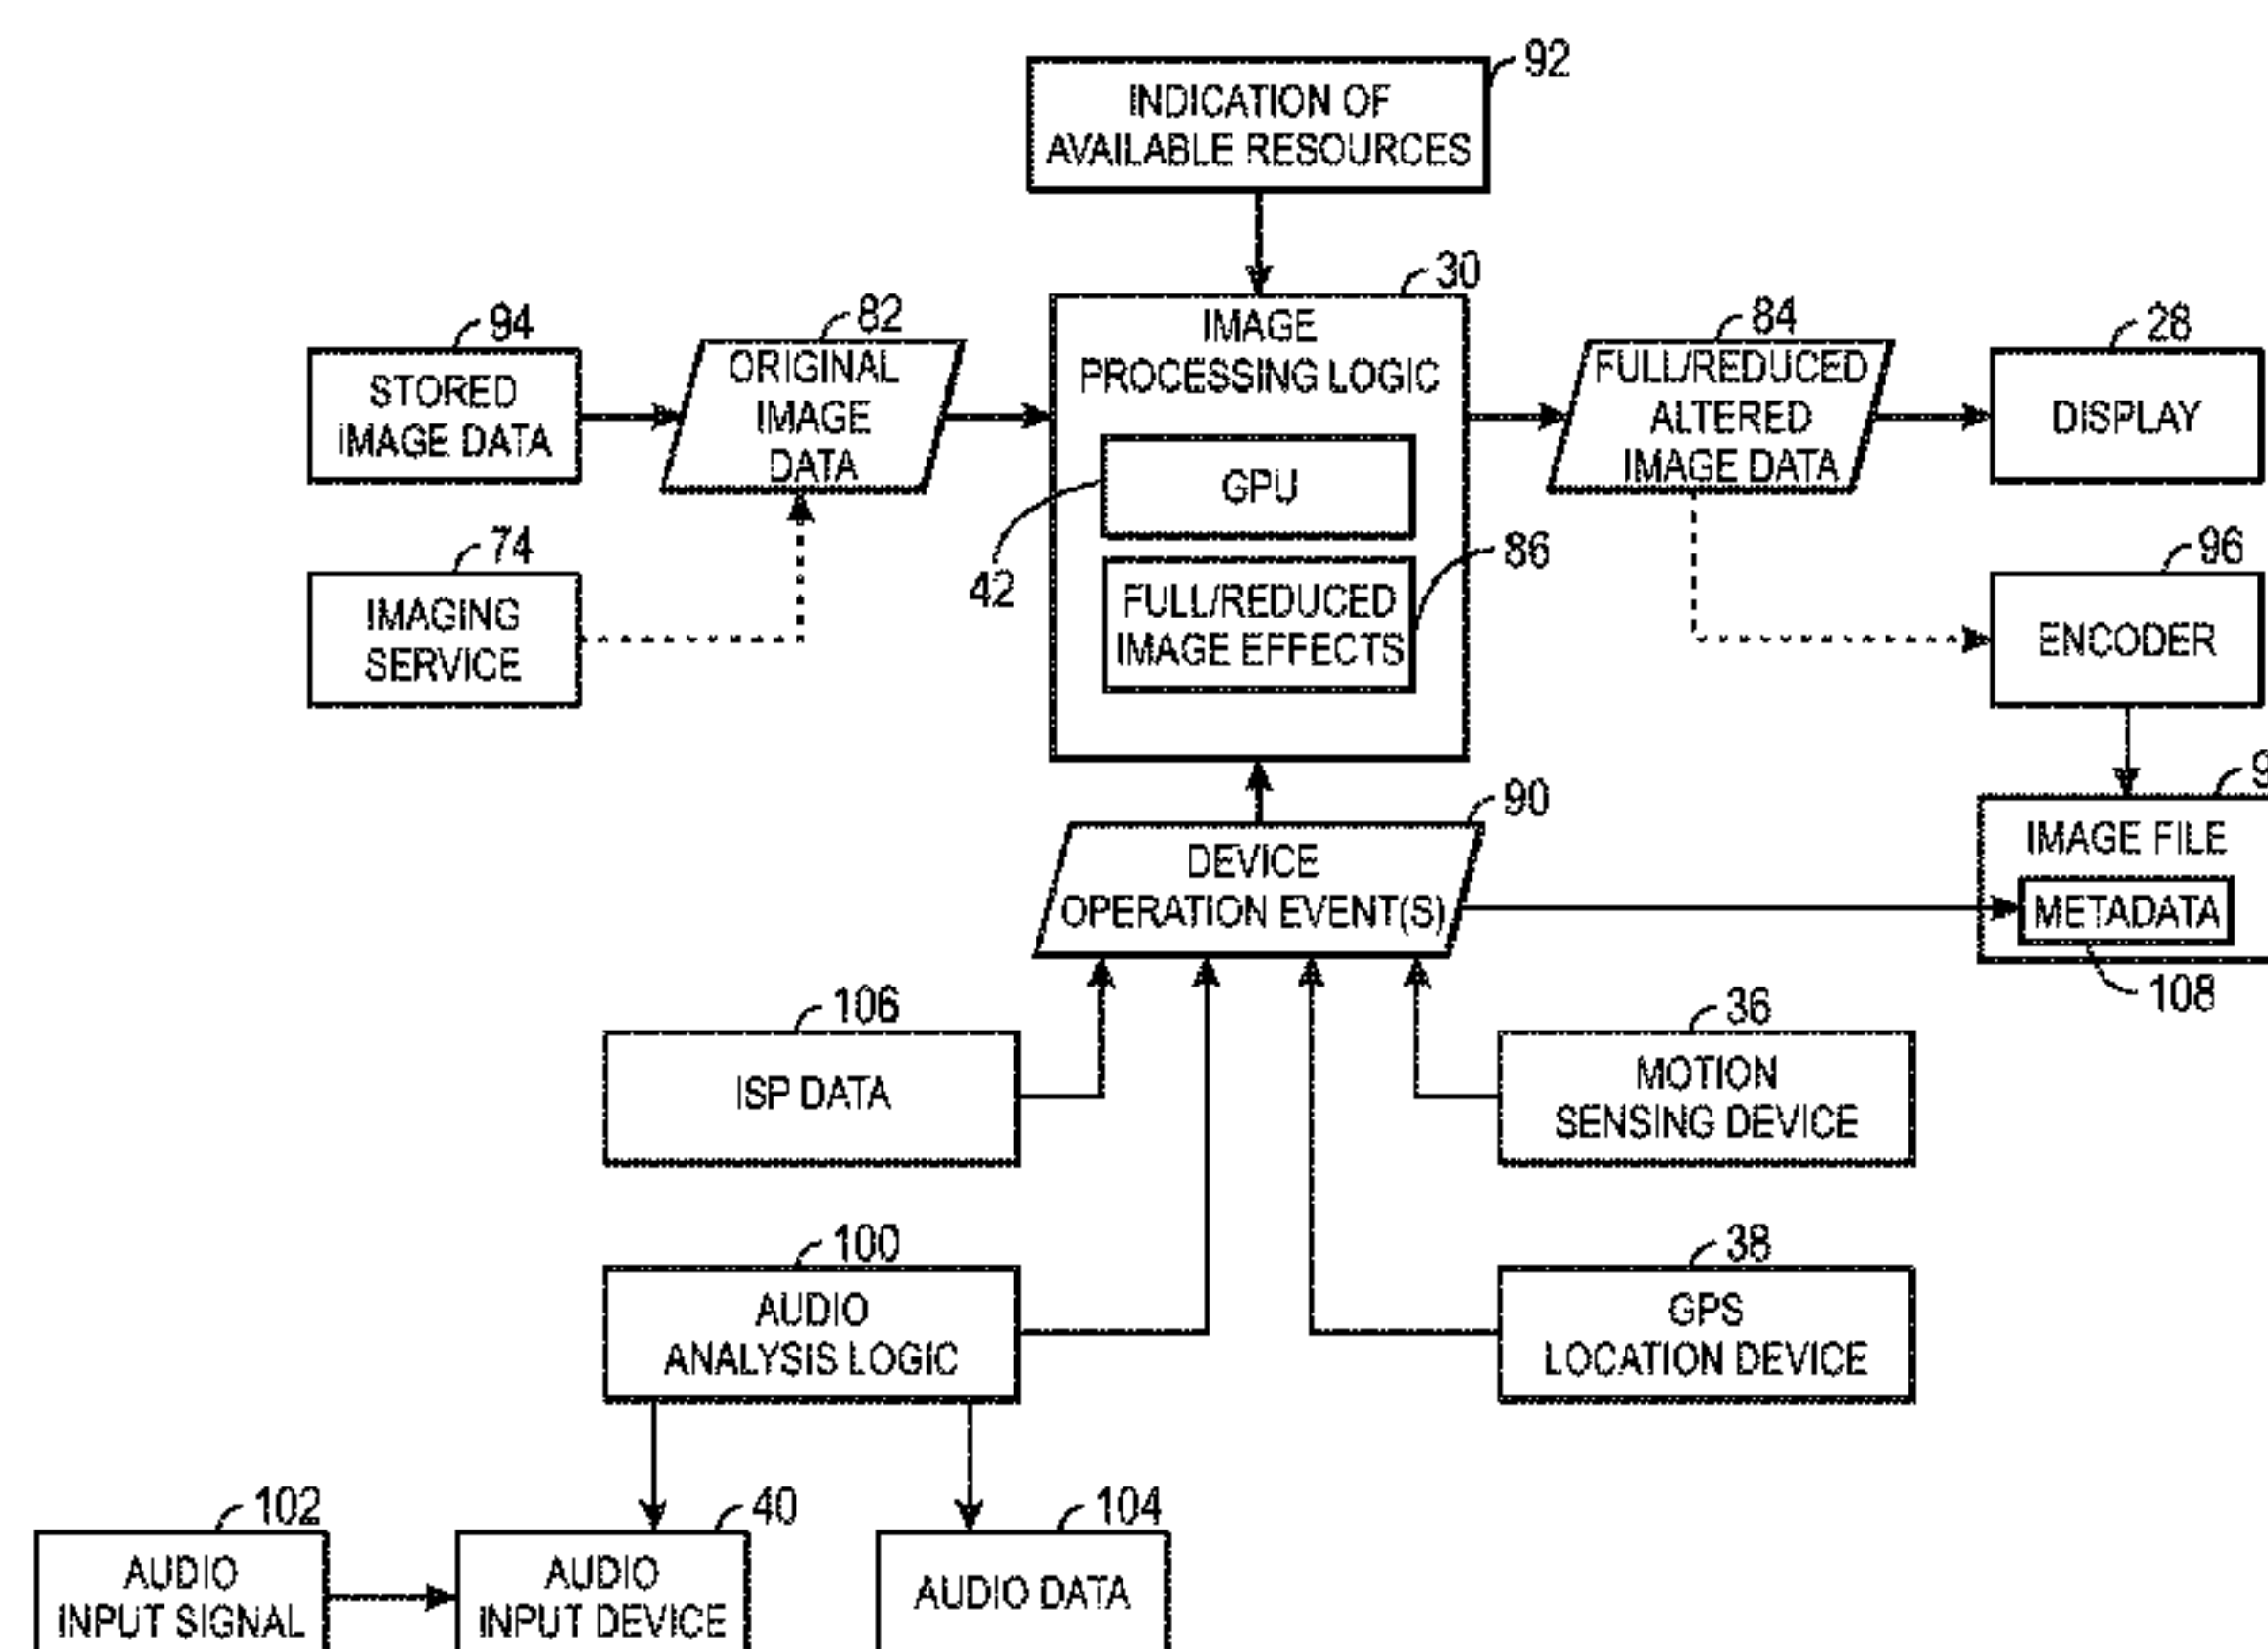 92
INDICATION OF
AVAILABLE RESOURCES
30
IMAGE
PROCESSING LOGIC
94
STORED
IMAGE DATA
82
ORIGINAL
IMAGE
DATA
84
FULL/REDUCED
ALTERED
IMAGE DATA
28
DISPLAY
GPU
42
86
FULL/REDUCED
IMAGE EFFECTS
74
IMAGING
SERVICE
96
ENCODER
90
DEVICE
OPERATION EVENT(S)
IMAGE FILE
METADATA
108
106
ISP DATA
36
MOTION
SENSING DEVICE
100
AUDIO
ANALYSIS LOGIC
38
GPS
LOCATION DEVICE
102
AUDIO
INPUT SIGNAL
40
AUDIO
INPUT DEVICE
104
AUDIO DATA